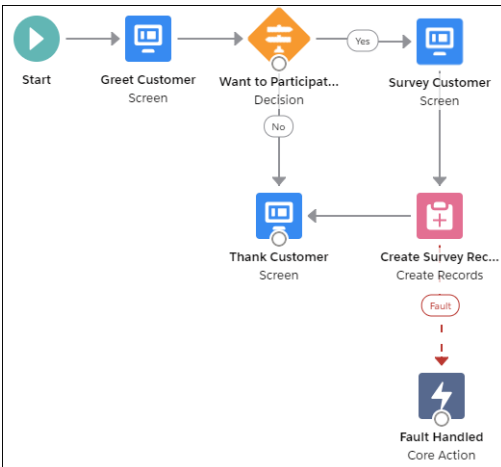 Start
Greet Customer
Screen
Want to Participat...
Decision
Yes
Survey Customer
Screen
No
Thank Customer
Screen
Create Survey Rec...
Create Records
Fault
Fault Handled
Core Action